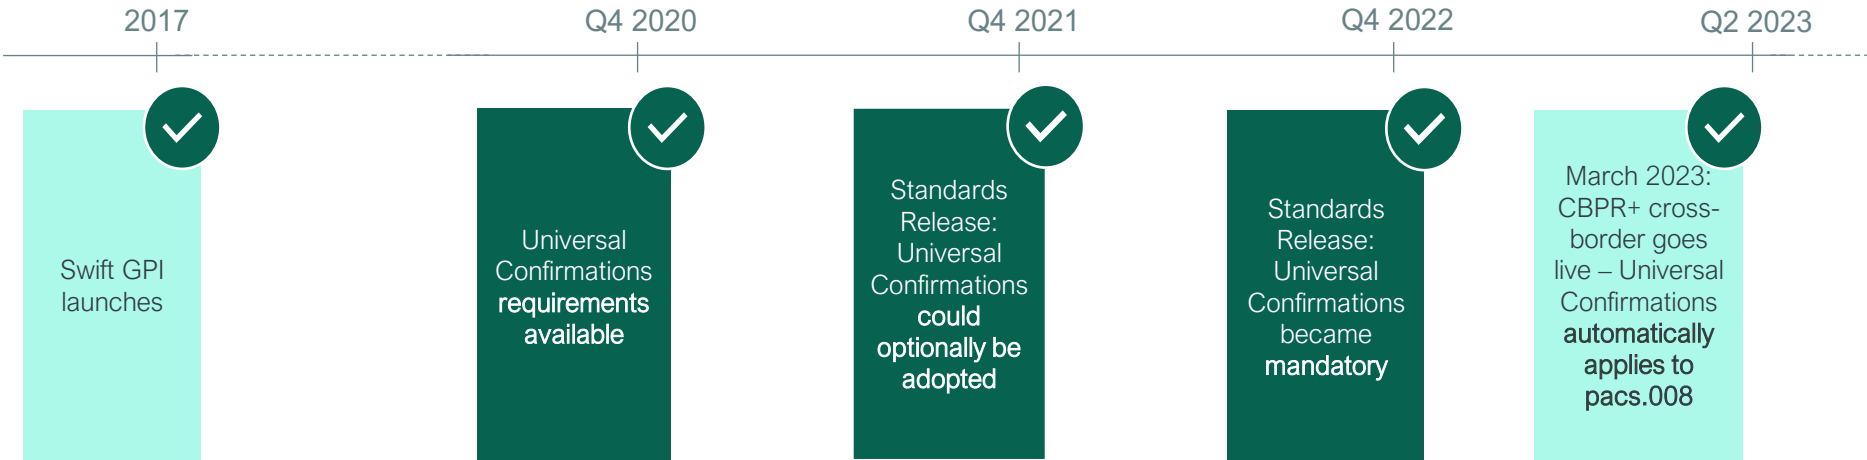 2017
Q4 2020
Q4 2021
Q4 2022
Q2 2023
Swift GPI
launches
Universal
Confirmations
requirements
available
Standards
Release:
Universal
Confirmations
could
optionally be
adopted
Standards
Release:
Universal
Confirmations
became
mandatory
March 2023:
CBPR+ cross-
border goes
live – Universal
Confirmations
automatically
applies to
pacs.008